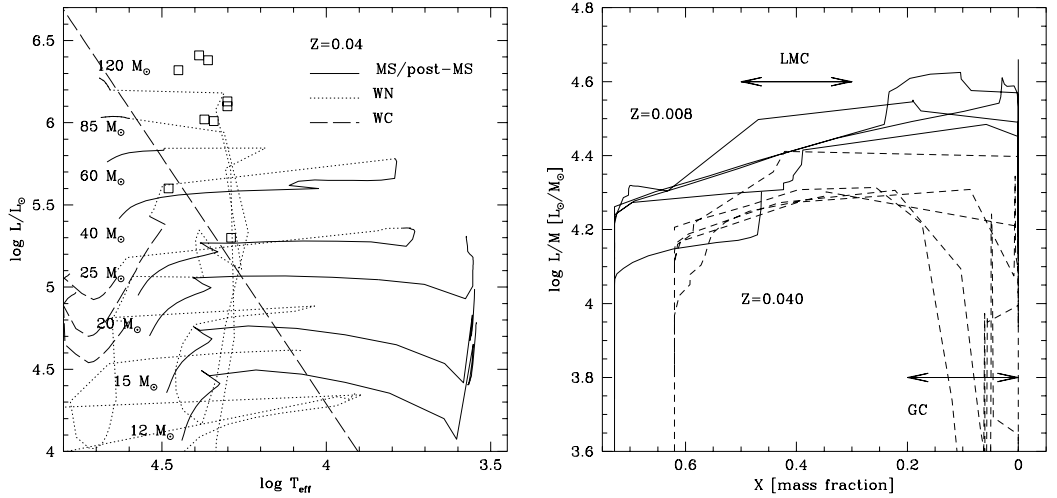 6.5
6
5.5
5
4.5
4
4.5
4
3.5
log L/L⊙
log T_eff
Z=0.04
MS/post-MS
WN
WC
120 M⊙
85 M⊙
60 M⊙
40 M⊙
25 M⊙
20 M⊙
15 M⊙
12 M⊙
4.8
4.6
4.4
4.2
4
3.8
3.6
0.6
0.4
0.2
0
log L/M [L⊙/M⊙]
X [mass fraction]
LMC
Z=0.008
Z=0.040
GC